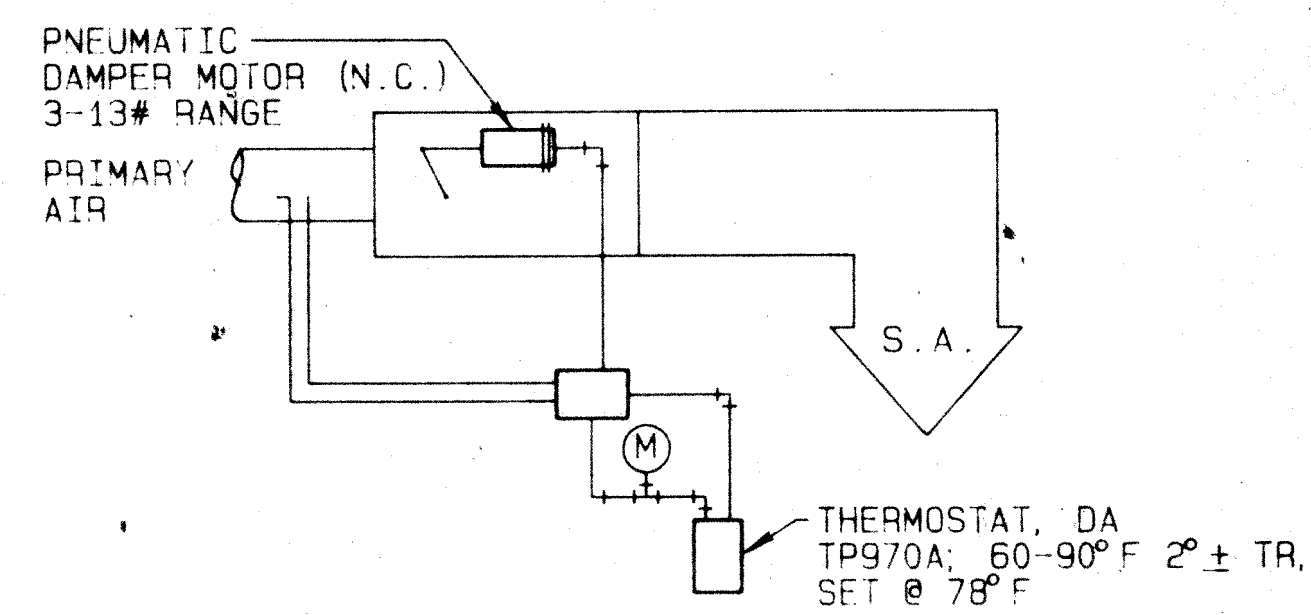 PNEUMATIC
DAMPER MOTOR (N.C.)
3-13# RANGE
PRIMARY
AIR
S.A.
M
THERMOSTAT, DA
TP970A; 60-90° F 2° ± TR,
SET @ 78° F